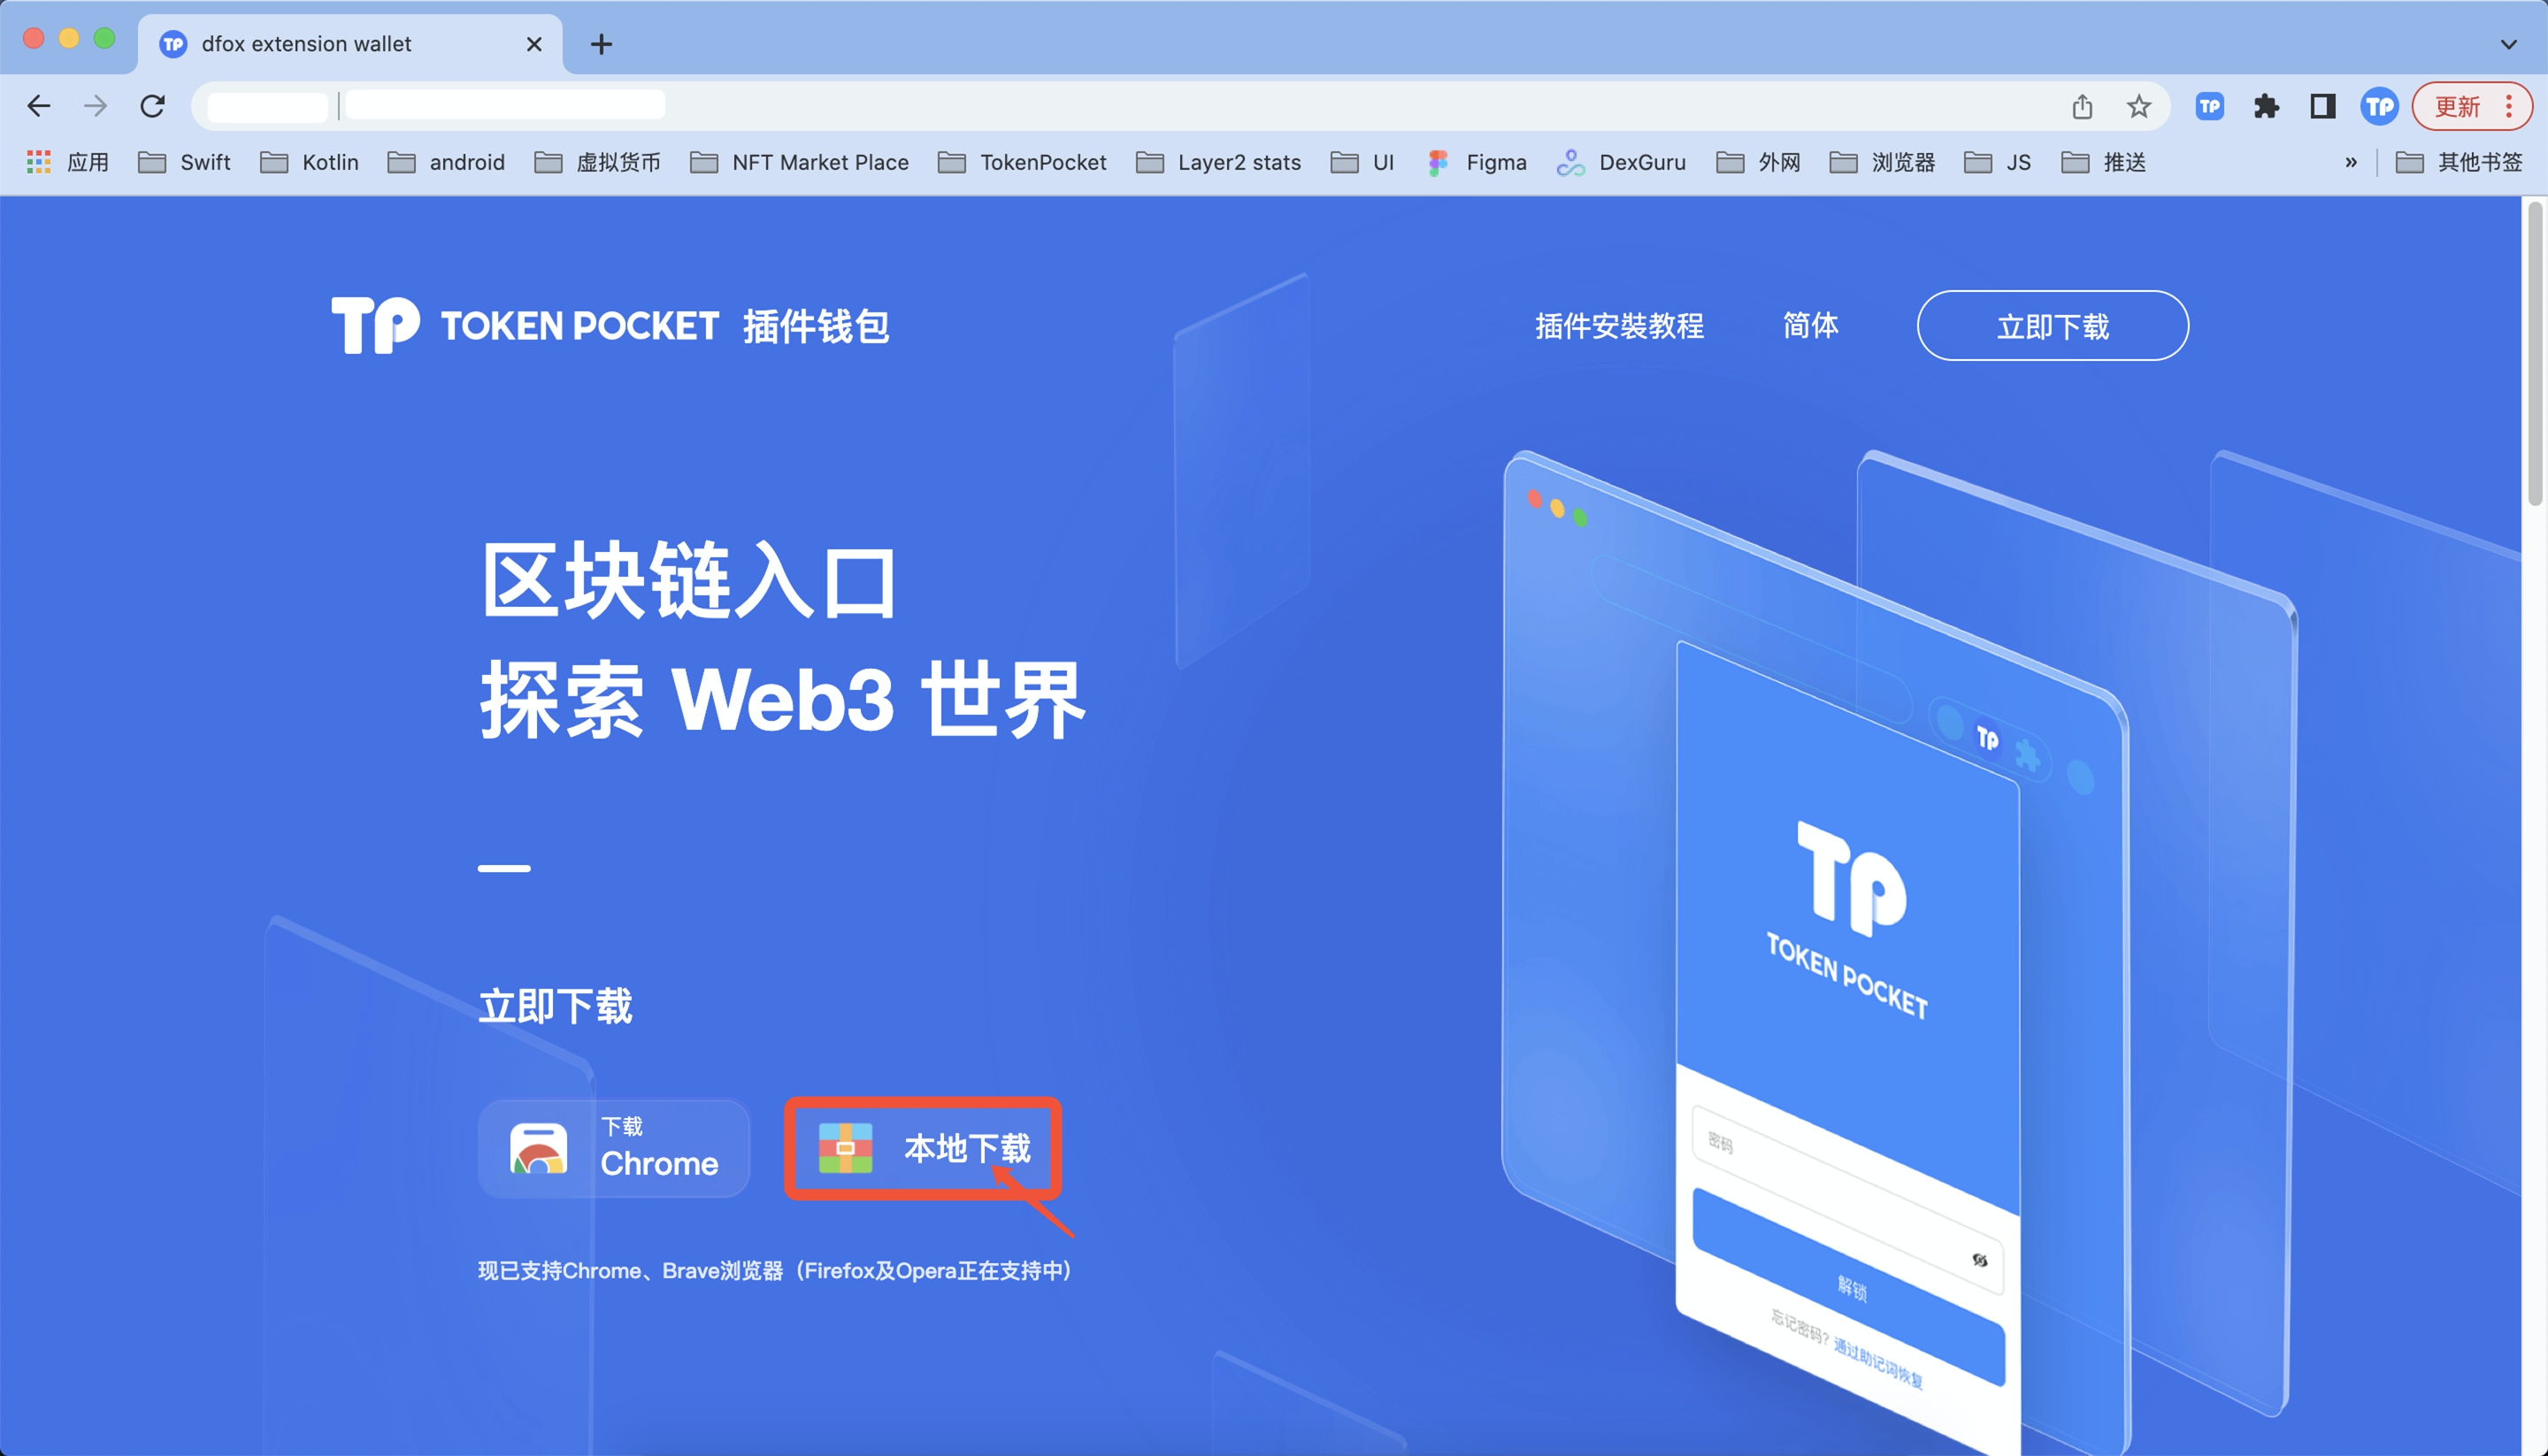 TP dfox extension wallet
TP TP 更新
应用 Swift Kotlin android 虚拟货币 NFT Market Place TokenPocket Layer2 stats UI Figma DexGuru 外网 浏览器 JS 推送 » 其他书签
TP TOKEN POCKET 插件钱包 插件安装教程 简体 立即下载
区块链入口
探索 Web3 世界
TP
TP
TOKEN POCKET
立即下载
下载
Chrome
本地下载
密码
现已支持Chrome、Brave浏览器（Firefox及Opera正在支持中）
解锁
忘记密码？通过助记词恢复